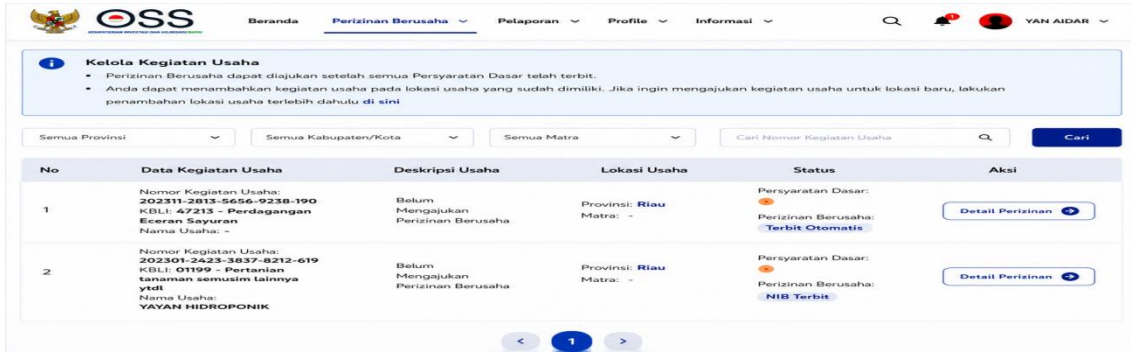 OSS
KEMENTERIAN INVESTASI DAN HILIRISASI/BKPM
Beranda
Perizinan Berusaha
Pelaporan
Profile
Informasi
YAN AIDAR
Kelola Kegiatan Usaha
Perizinan Berusaha dapat diajukan setelah semua Persyaratan Dasar telah terbit.
Anda dapat menambahkan kegiatan usaha pada lokasi usaha yang sudah dimiliki. Jika ingin mengajukan kegiatan usaha untuk lokasi baru, lakukan
penambahan lokasi usaha terlebih dahulu di sini
Semua Provinsi
Semua Kabupaten/Kota
Semua Matra
Cari Nomor Kegiatan Usaha
Cari
No
Data Kegiatan Usaha
Deskripsi Usaha
Lokasi Usaha
Status
Aksi
1
Nomor Kegiatan Usaha:
202311-2813-5656-9238-190
KBLI: 47213 - Perdagangan
Eceran Sayuran
Nama Usaha: -
Belum
Mengajukan
Perizinan Berusaha
Provinsi: Riau
Matra: -
Persyaratan Dasar:
-
Perizinan Berusaha:
Terbit Otomatis
Detail Perizinan
2
Nomor Kegiatan Usaha:
202301-2423-3837-8212-619
KBLI: 01199 - Pertanian
tanaman semusim lainnya
ytdl
Nama Usaha:
YAYAN HIDROPONIK
Belum
Mengajukan
Perizinan Berusaha
Provinsi: Riau
Matra: -
Persyaratan Dasar:
-
Perizinan Berusaha:
NIB Terbit
Detail Perizinan
< 1 >